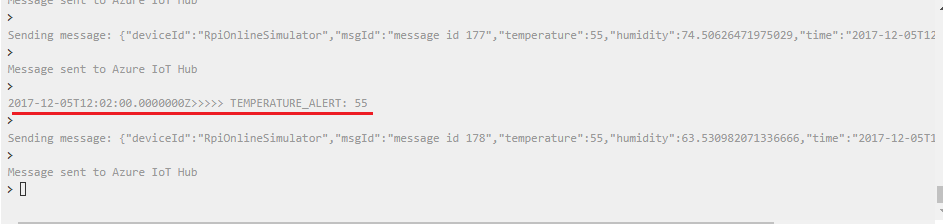 Message sent to Azure IoT Hub
>
Sending message: {"deviceId":"RpiOnlineSimulator","msgId":"message id 177","temperature":55,"humidity":74.50626471975029,"time":"2017-12-05T12
>
Message sent to Azure IoT Hub
>
2017-12-05T12:02:00.0000000Z>>>>> TEMPERATURE_ALERT: 55
>
Sending message: {"deviceId":"RpiOnlineSimulator","msgId":"message id 178","temperature":55,"humidity":63.530982071336666,"time":"2017-12-05T1
>
Message sent to Azure IoT Hub
>